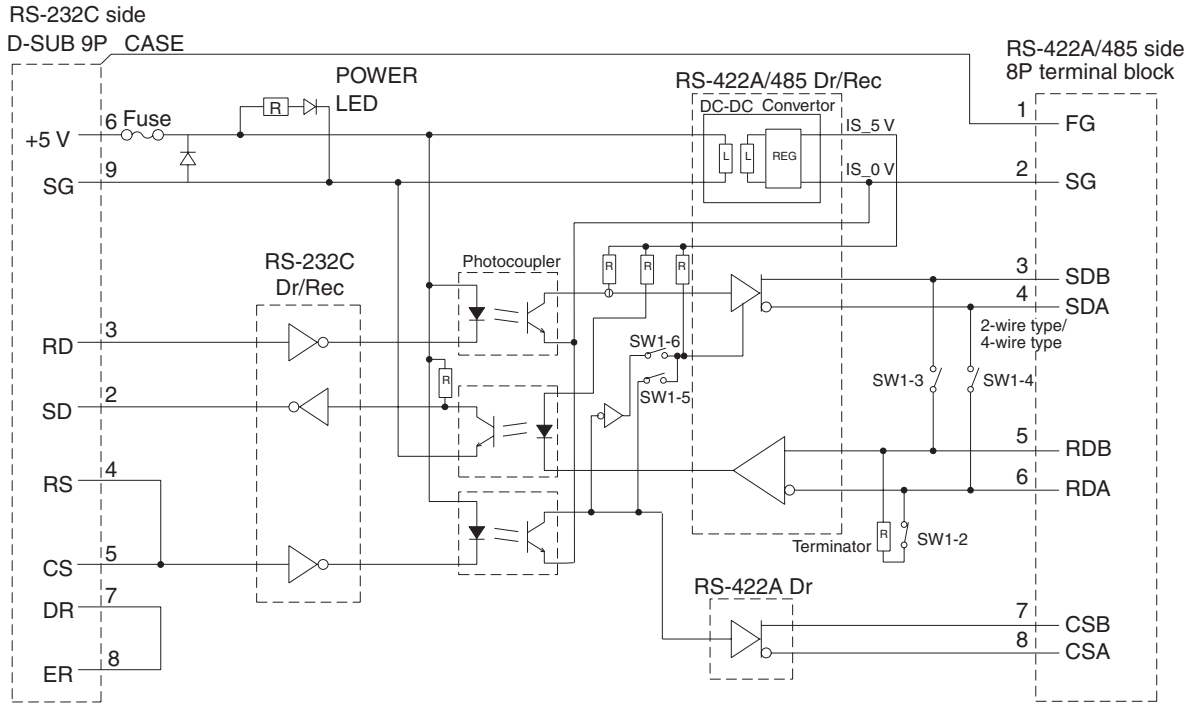 RS-232C side
D-SUB 9P CASE
RS-422A/485 side
8P terminal block
POWER
LED
RS-422A/485 Dr/Rec
DC-DC Convertor
+5 V
6
Fuse
R
L
L
REG
IS_5 V
IS_0 V
1
FG
SG
9
2
SG
RS-232C
Dr/Rec
Photocoupler
R
R
R
3
SDB
4
SDA
2-wire type/
4-wire type
RD
3
SW1-6
SW1-5
SW1-3
SW1-4
R
SD
2
5
RDB
6
RDA
RS
4
Terminator
R
SW1-2
CS
5
DR
7
ER
8
RS-422A Dr
7
CSB
8
CSA